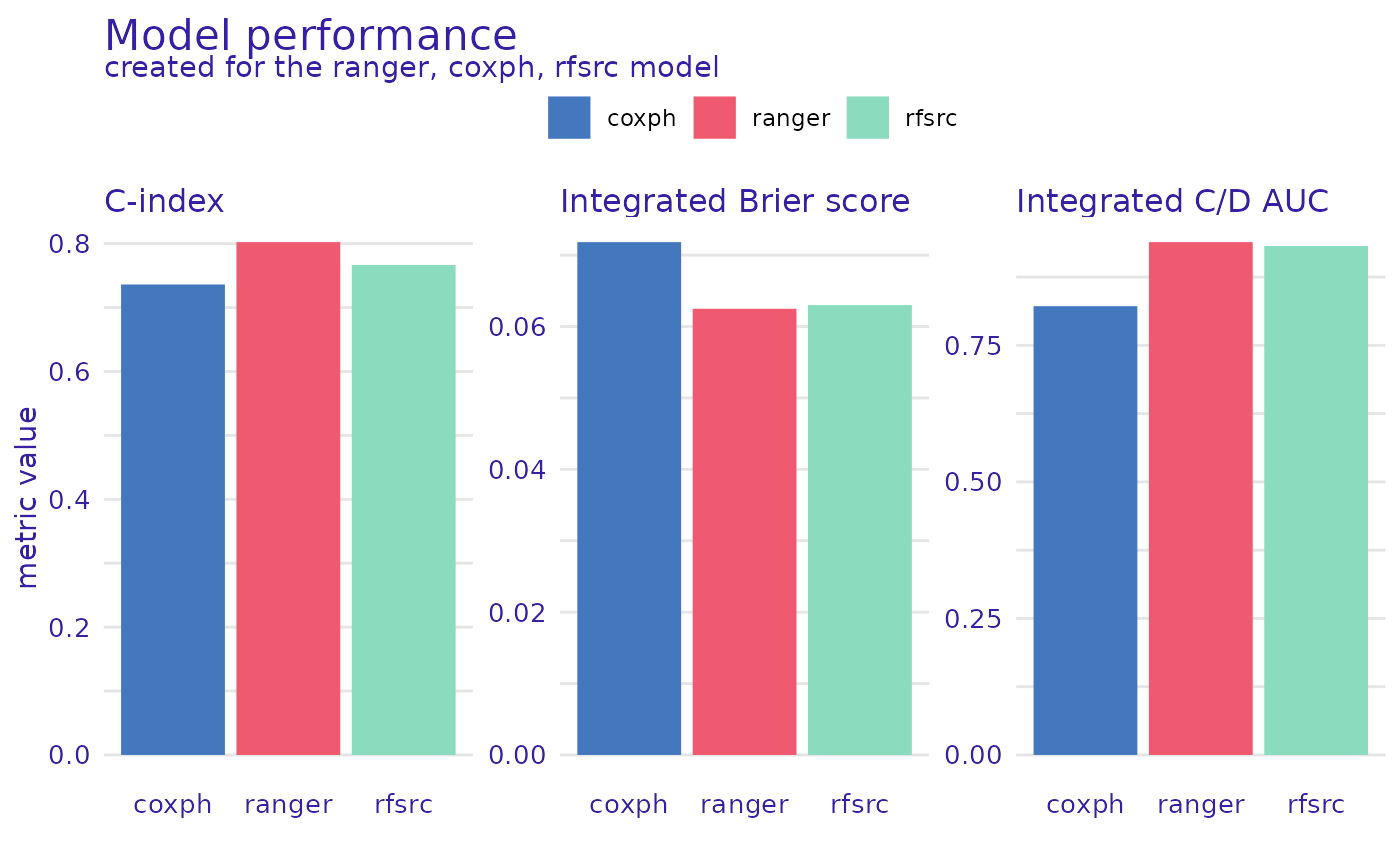 Model performance
created for the ranger, coxph, rfsrc model
coxph ranger rfsrc
C-index
Integrated Brier score
Integrated C/D AUC
metric value
0.8
0.6
0.4
0.2
0.0
coxph ranger rfsrc
0.06
0.04
0.02
0.00
coxph ranger rfsrc
0.75
0.50
0.25
0.00
coxph ranger rfsrc